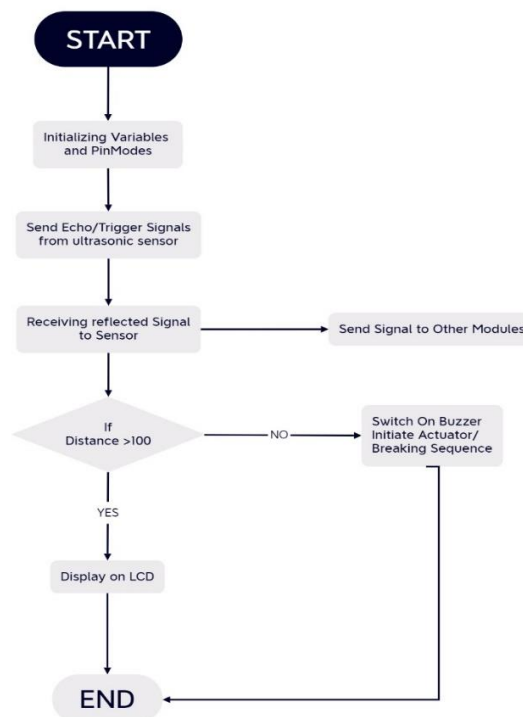 START
Initializing Variables
and PinModes
Send Echo/Trigger Signals
from ultrasonic sensor
Receiving reflected Signal
to Sensor
Send Signal to Other Modules
If
Distance >100
NO
Switch On Buzzer
Initiate Actuator/
Breaking Sequence
YES
Display on LCD
END